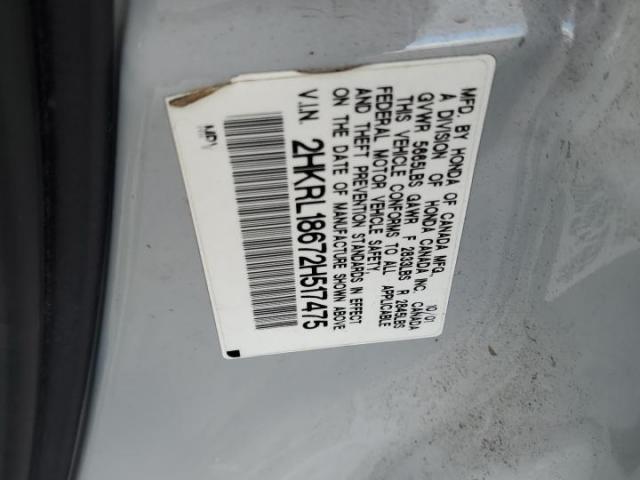 MFD. BY HONDA OF CANADA MFG.
A DIVISION OF HONDA CANADA INC. CANADA 10/01
GVWR 5665LBS GAWR F 2833LBS R 2845LBS
THIS VEHICLE CONFORMS TO ALL APPLICABLE
FEDERAL MOTOR VEHICLE SAFETY
AND THEFT PREVENTION STANDARDS IN EFFECT
ON THE DATE OF MANUFACTURE SHOWN ABOVE
V.I.N. 2HKRL18672H517475
MPV